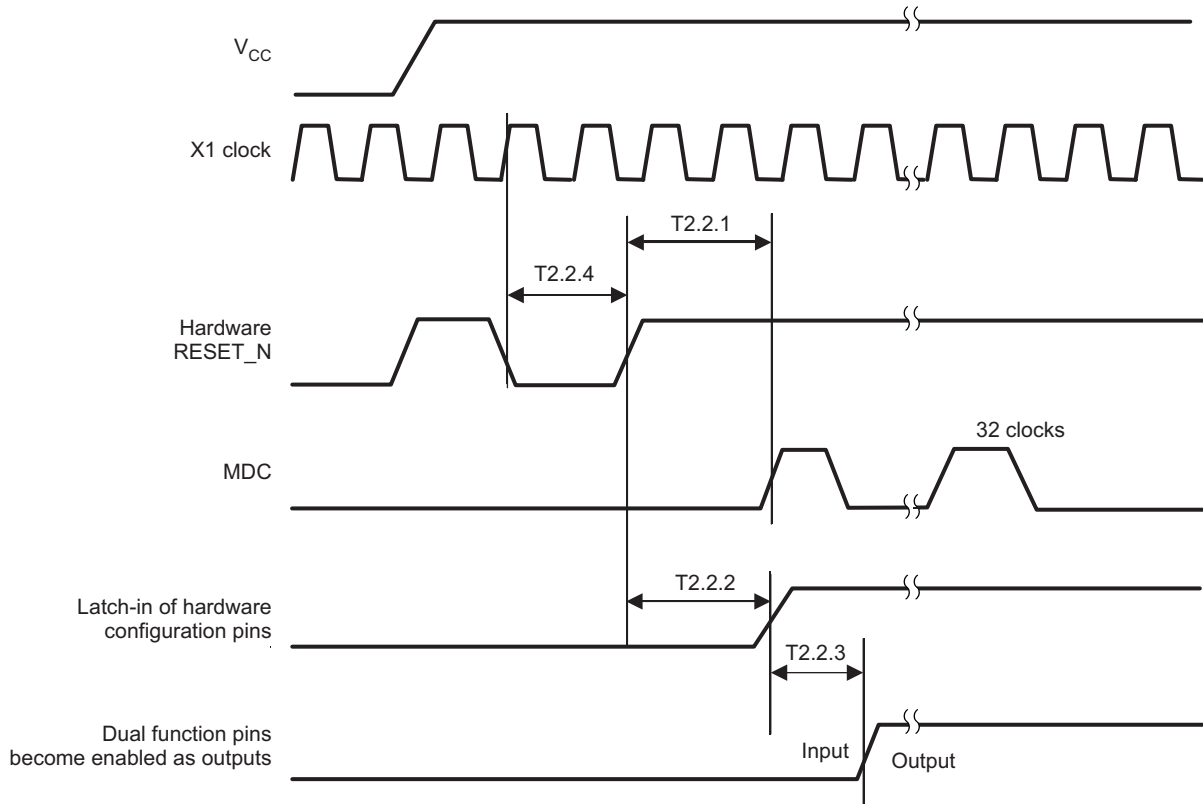 VCC
X1 clock
T2.2.1
T2.2.4
Hardware
RESET_N
32 clocks
MDC
T2.2.2
Latch-in of hardware
configuration pins
T2.2.3
Dual function pins
become enabled as outputs
Input
Output